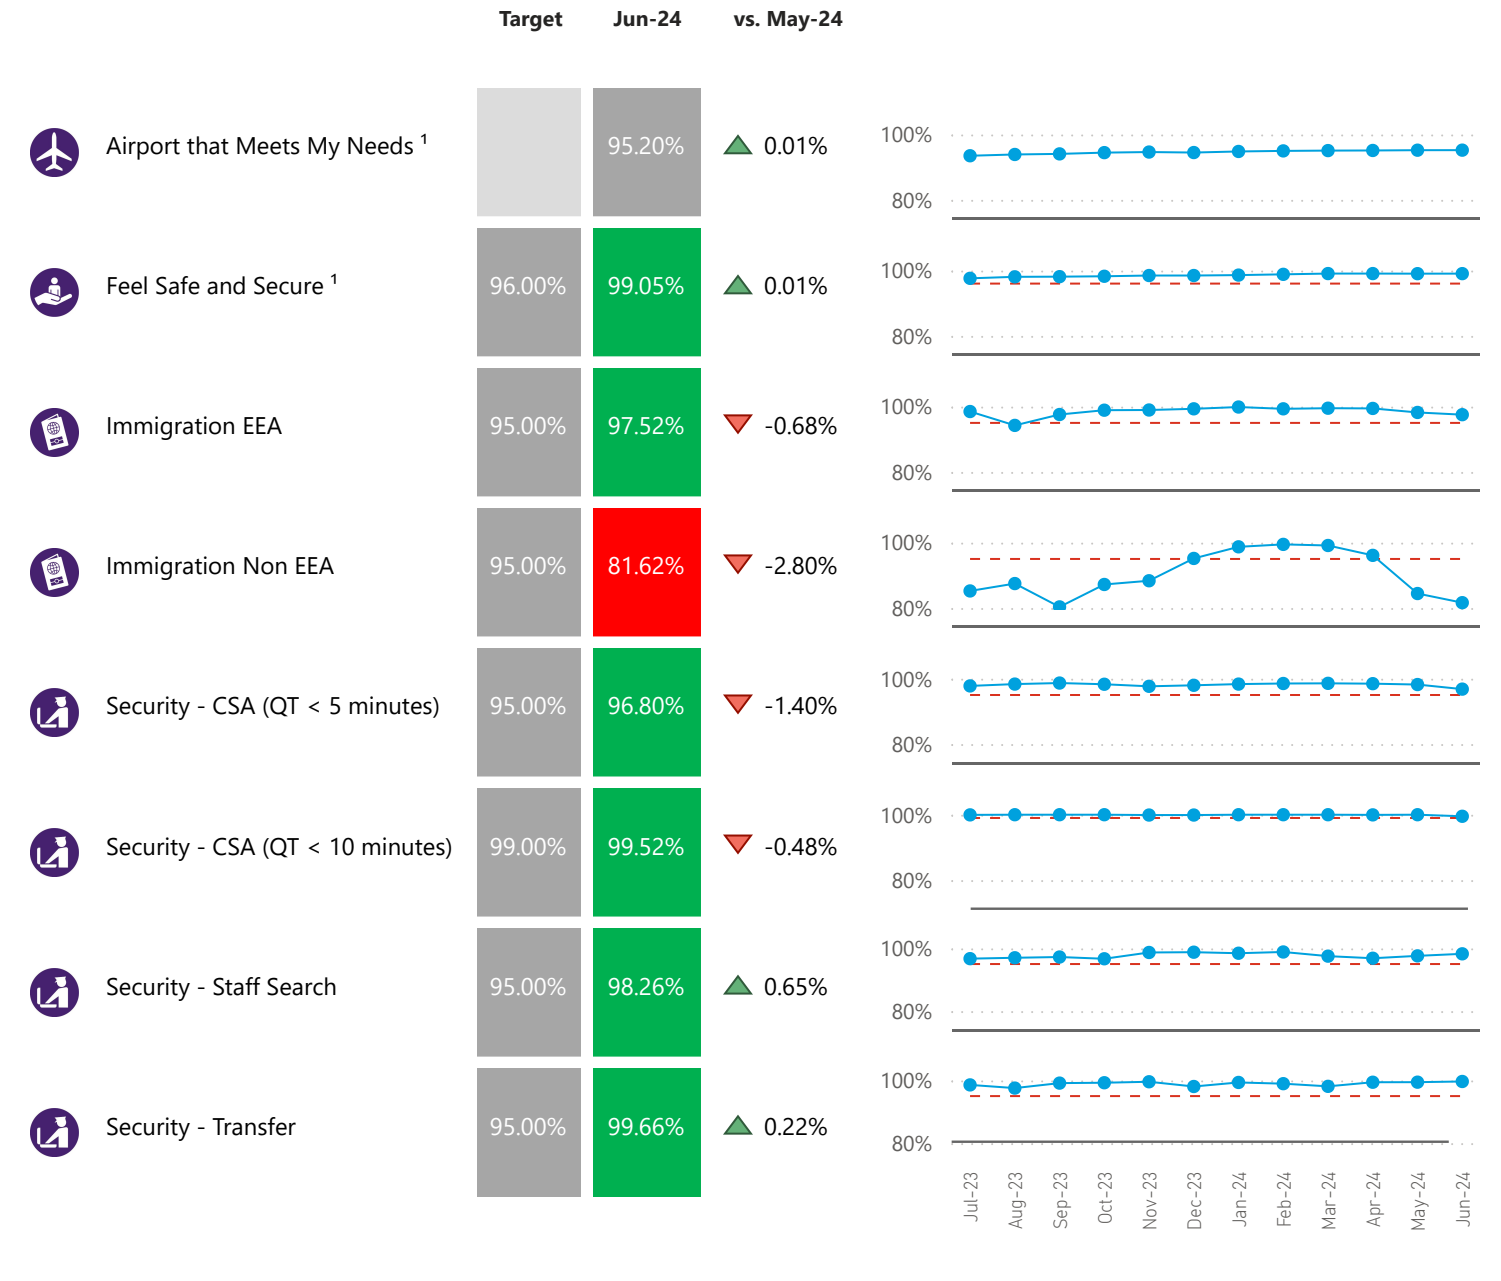 Target Jun-24 vs. May-24
Airport that Meets My Needs ¹ 95.20% 0.01% 100%
80%
Feel Safe and Secure ¹ 96.00% 99.05% 0.01% 100%
80%
Immigration EEA 95.00% 97.52% -0.68% 100%
80%
Immigration Non EEA 95.00% 81.62% -2.80% 100%
80%
Security - CSA (QT < 5 minutes) 95.00% 96.80% -1.40% 100%
80%
Security - CSA (QT < 10 minutes) 99.00% 99.52% -0.48% 100%
80%
Security - Staff Search 95.00% 98.26% 0.65% 100%
80%
Security - Transfer 95.00% 99.66% 0.22% 100%
80%
Jul-23 Aug-23 Sep-23 Oct-23 Nov-23 Dec-23 Jan-24 Feb-24 Mar-24 Apr-24 May-24 Jun-24